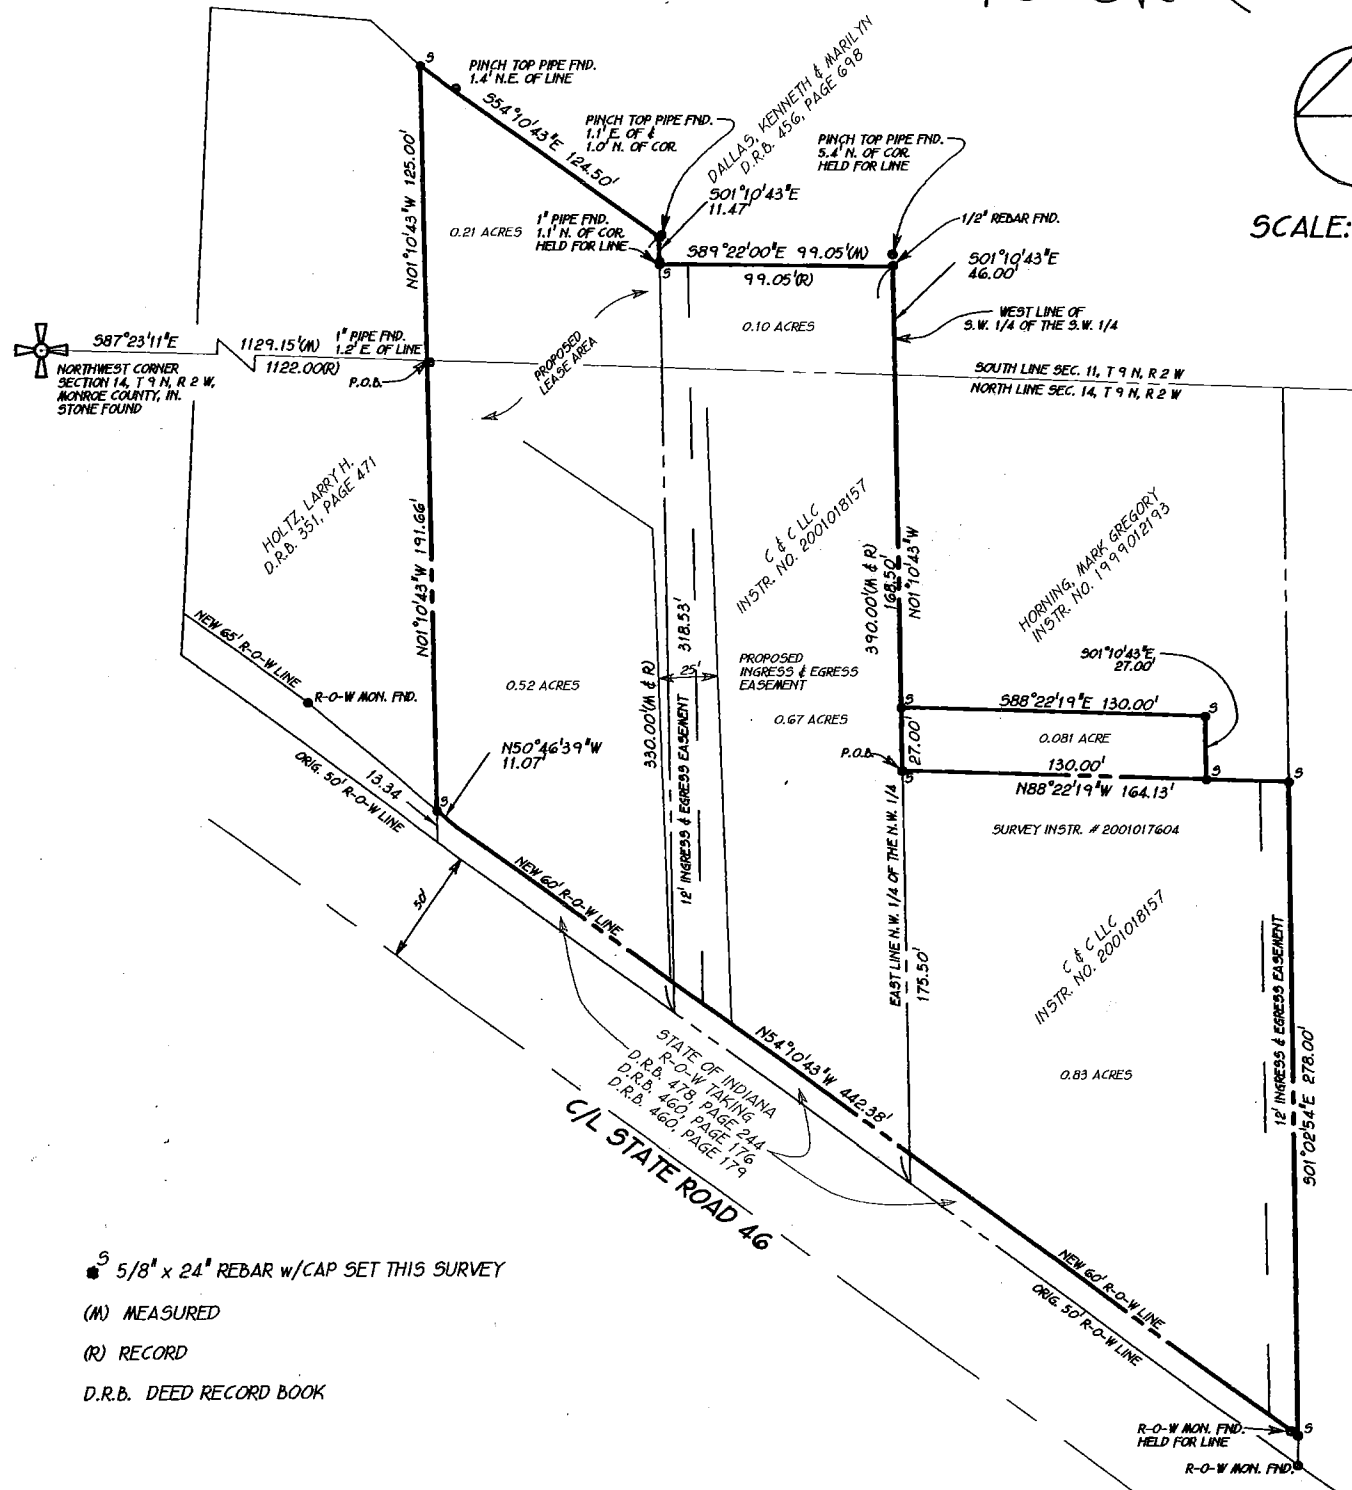 S
PINCH TOP PIPE FND.
1.4' N.E. OF LINE
S54°10'43"E 124.50'
PINCH TOP PIPE FND.
1.1' E. OF &
1.0' N. OF COR.
DALLAS, KENNETH & MARILYN
D.R.B. 456, PAGE 698
PINCH TOP PIPE FND.
5.4' N. OF COR.
HELD FOR LINE
N01°10'43"W 125.00'
S01°10'43"E
11.47'
1" PIPE FND.
1.1' N. OF COR.
HELD FOR LINE
0.21 ACRES
S
1/2" REBAR FND.
SCALE:
S89°22'00"E 99.05'(M)
99.05'(R)
S01°10'43"E
46.00'
WEST LINE OF
S.W. 1/4 OF THE S.W. 1/4
0.10 ACRES
S87°23'11"E
1129.15'(M)
1122.00'(R)
1" PIPE FND.
1.2' E. OF LINE
P.O.B.
NORTHWEST CORNER
SECTION 14, T 9 N, R 2 W,
MONROE COUNTY, IN.
STONE FOUND
PROPOSED
LEASE AREA
SOUTH LINE SEC. 11, T 9 N, R 2 W
NORTH LINE SEC. 14, T 9 N, R 2 W
HOLTZ, LARRY H.
D.R.B. 351, PAGE 471
N01°10'43"W 191.66'
C & C LLC
INSTR. NO. 2001018157
390.00'(M & R)
168.50'
N01°10'43"W
HORNING, MARK GREGORY
INSTR. NO. 1999012193
NEW 65' R-O-W LINE
R-O-W MON. FND.
0.52 ACRES
330.00'(M & R)
318.53'
25'
12' INGRESS & EGRESS EASEMENT
PROPOSED
INGRESS & EGRESS
EASEMENT
0.67 ACRES
S01°10'43"E
27.00'
S88°22'19"E 130.00'
S
27.00'
0.081 ACRE
P.O.B.
S
130.00'
S
S
N88°22'19"W 164.13'
SURVEY INSTR. # 2001017604
N50°46'39"W
11.07'
S
13.34
ORIG. 50' R-O-W LINE
50'
NEW 60' R-O-W LINE
EAST LINE N.W. 1/4 OF THE N.W. 1/4
175.50'
C & C LLC
INSTR. NO. 2001018157
0.83 ACRES
12' INGRESS & EGRESS EASEMENT
S01°02'54"E 278.00'
N54°10'43"W 442.38'
STATE OF INDIANA
R-O-W TAKING
D.R.B. 478, PAGE 244
D.R.B. 460, PAGE 176
D.R.B. 460, PAGE 179
C/L STATE ROAD 46
NEW 60' R-O-W LINE
ORIG. 50' R-O-W LINE
S 5/8" x 24" REBAR w/CAP SET THIS SURVEY
(M) MEASURED
(R) RECORD
D.R.B. DEED RECORD BOOK
R-O-W MON. FND.
HELD FOR LINE
S
R-O-W MON. FND.